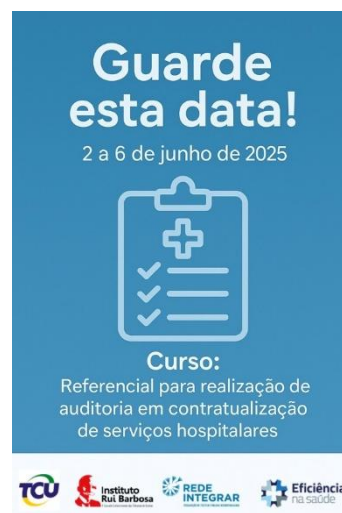 Guarde
esta data!
2 a 6 de junho de 2025
Curso:
Referencial para realização de
auditoria em contratualização
de serviços hospitalares
TCU
Instituto
Rui Barbosa
REDE
INTEGRAR
Eficiência
na saúde